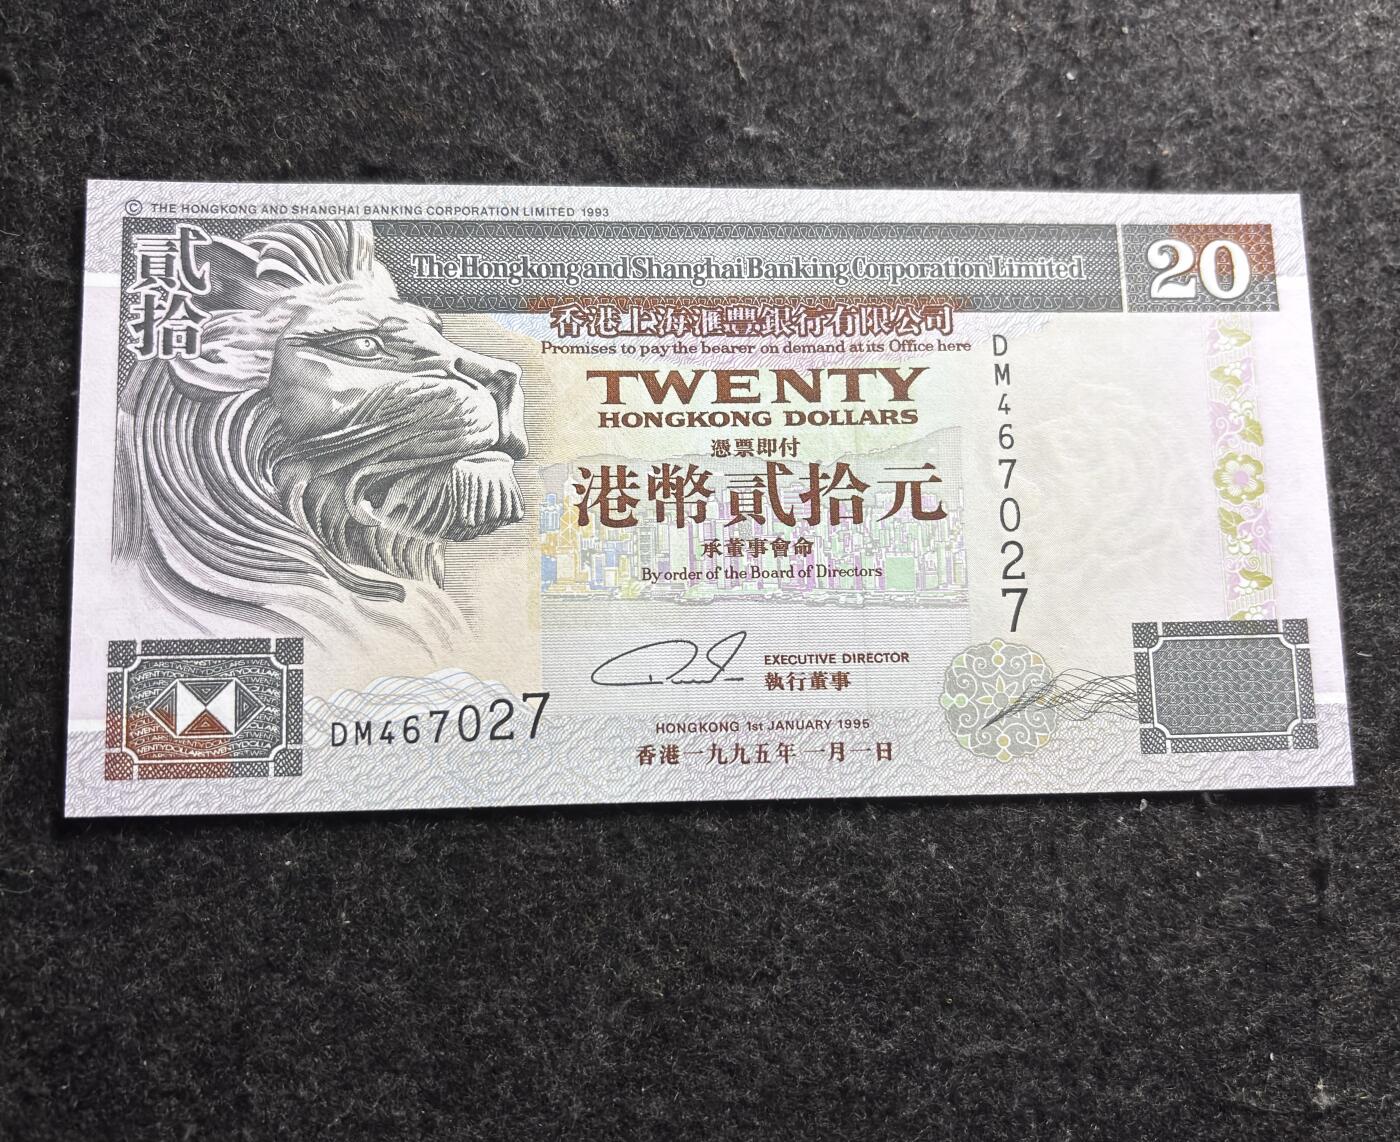 © THE HONGKONG AND SHANGHAI BANKING CORPORATION LIMITED 1993
貳拾
The Hongkong and Shanghai Banking Corporation Limited
20
香港上海滙豐銀行有限公司
Promises to pay the bearer on demand at its Office here
TWENTY
HONGKONG DOLLARS
憑票即付
港幣貳拾元
承董事會命
By order of the Board of Directors
DM467027
EXECUTIVE DIRECTOR
執行董事
DM467027
HONGKONG 1st JANUARY 1995
香港一九九五年一月一日